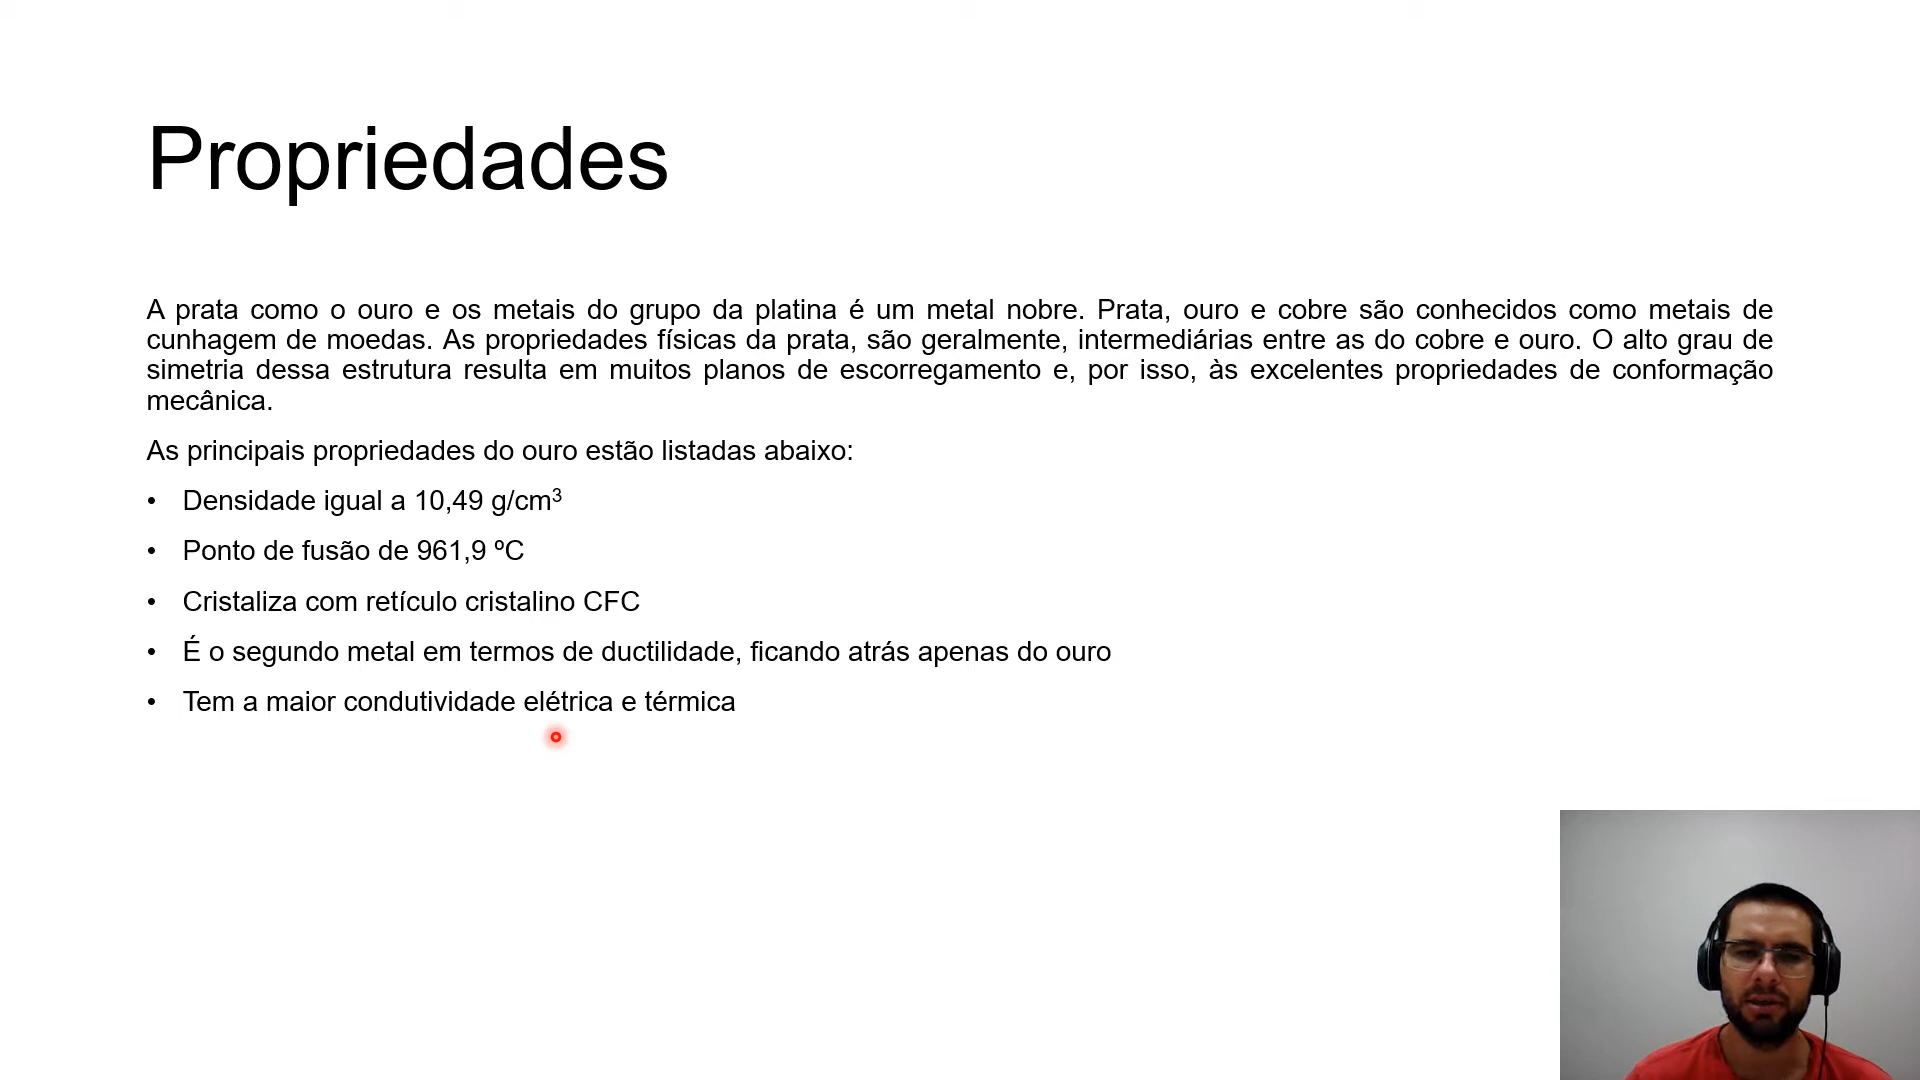 Propriedades
A prata como o ouro e os metais do grupo da platina é um metal nobre. Prata, ouro e cobre são conhecidos como metais de
cunhagem de moedas. As propriedades físicas da prata, são geralmente, intermediárias entre as do cobre e ouro. O alto grau de
simetria dessa estrutura resulta em muitos planos de escorregamento e, por isso, às excelentes propriedades de conformação
mecânica.
As principais propriedades do ouro estão listadas abaixo:
• Densidade igual a 10,49 g/cm³
• Ponto de fusão de 961,9 ºC
• Cristaliza com retículo cristalino CFC
• É o segundo metal em termos de ductilidade, ficando atrás apenas do ouro
• Tem a maior condutividade elétrica e térmica